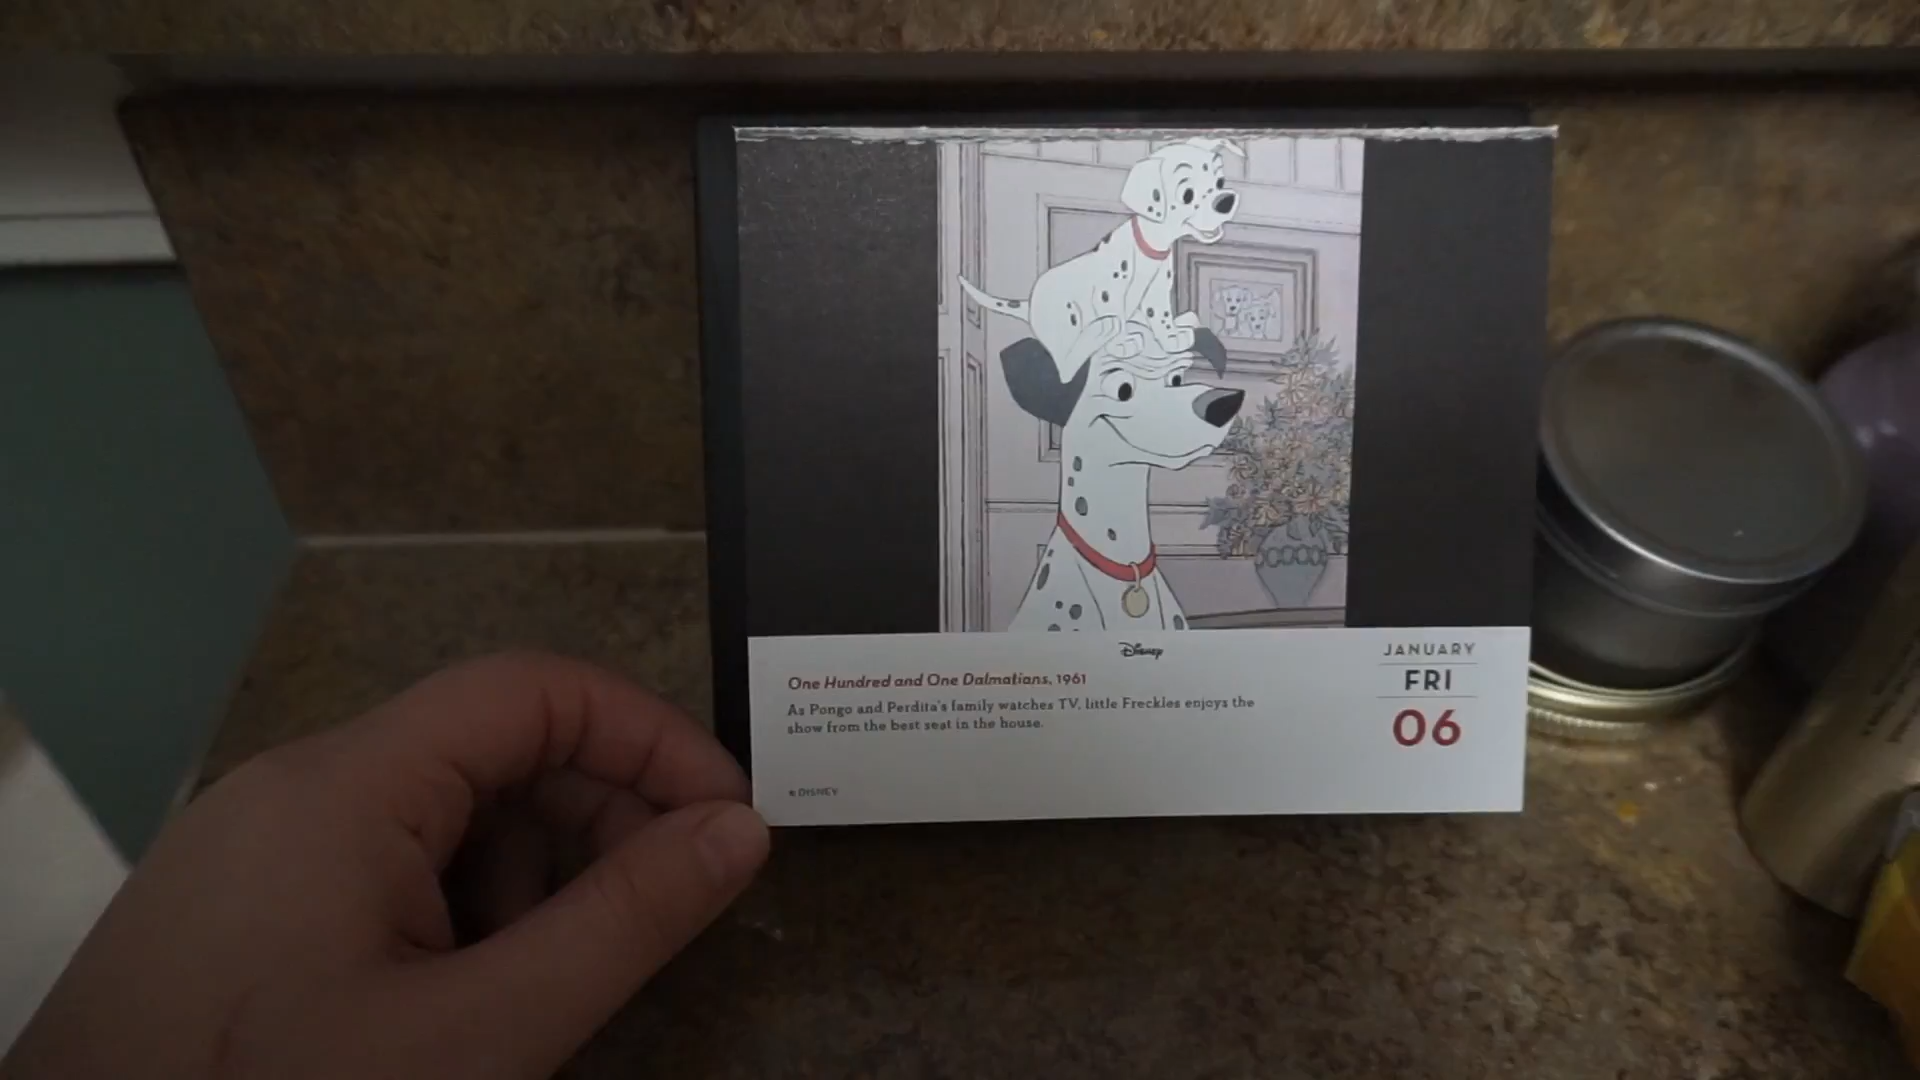 Disney
One Hundred and One Dalmatians, 1961
As Pongo and Perdita's family watches TV, little Freckles enjoys the
show from the best seat in the house.
© DISNEY
JANUARY
FRI
06